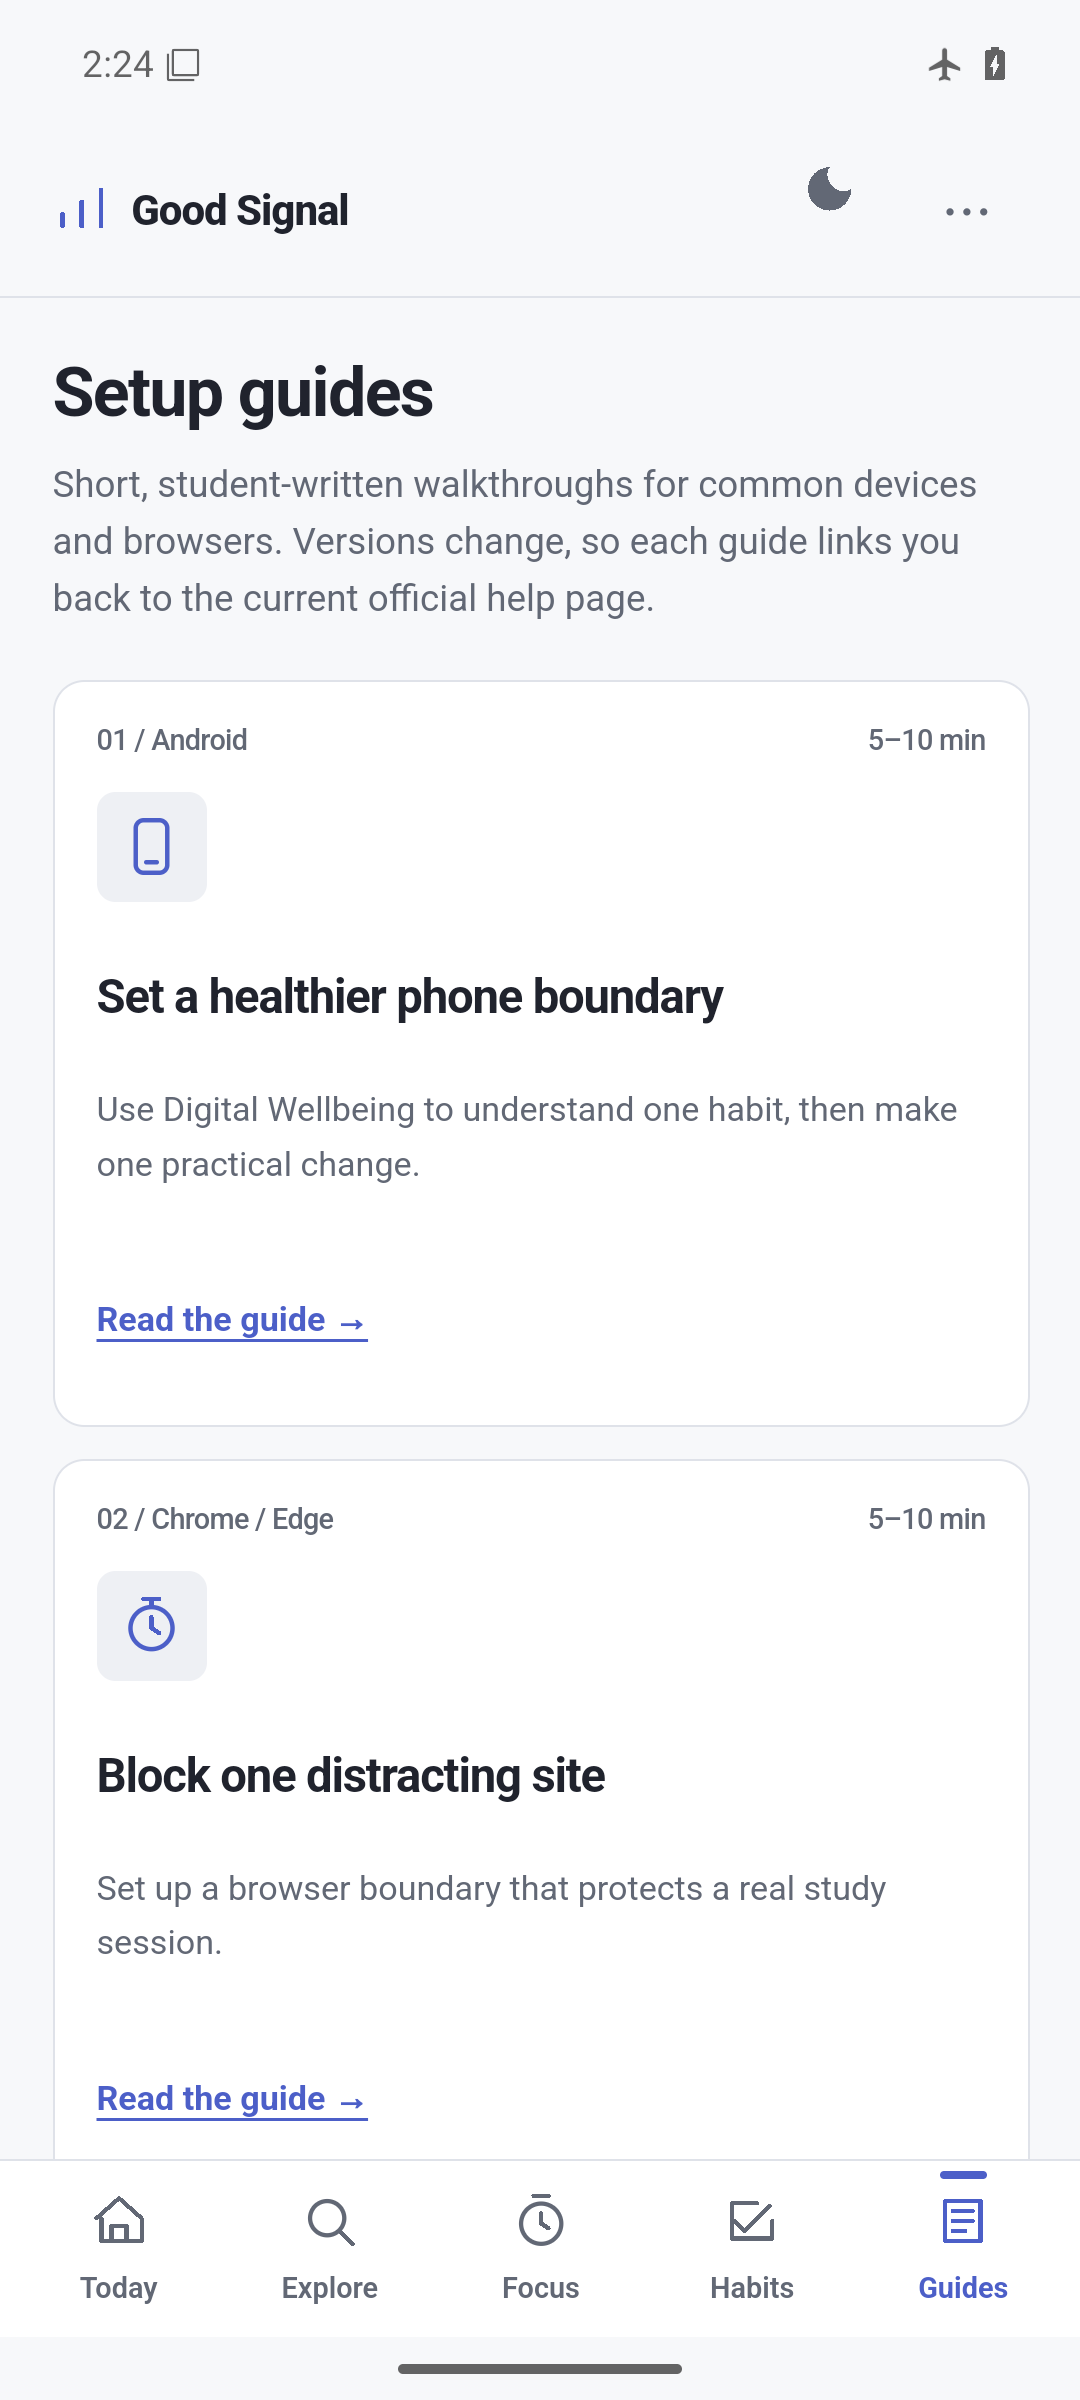 2:24
Good Signal
Setup guides
Short, student-written walkthroughs for common devices
and browsers. Versions change, so each guide links you
back to the current official help page.
01 / Android
5–10 min
Set a healthier phone boundary
Use Digital Wellbeing to understand one habit, then make
one practical change.
Read the guide →
02 / Chrome / Edge
5–10 min
Block one distracting site
Set up a browser boundary that protects a real study
session.
Read the guide →
Today
Explore
Focus
Habits
Guides